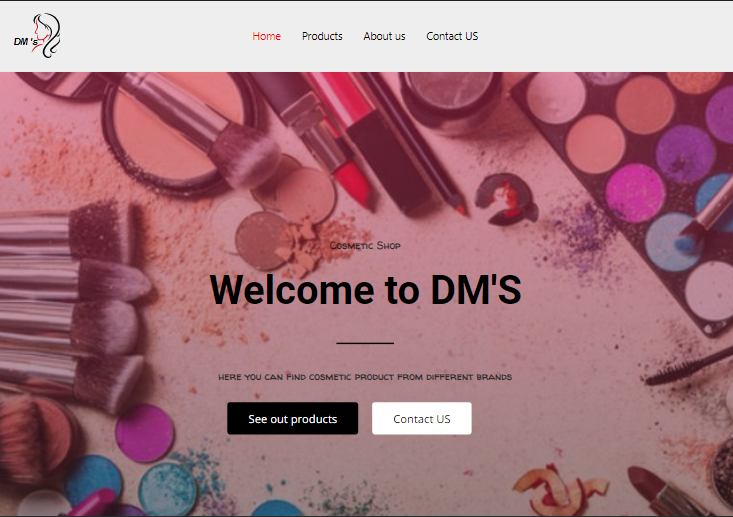 DM 's
Home Products About us Contact US
Cosmetic Shop
Welcome to DM'S
here you can find cosmetic product from different brands
See out products Contact US